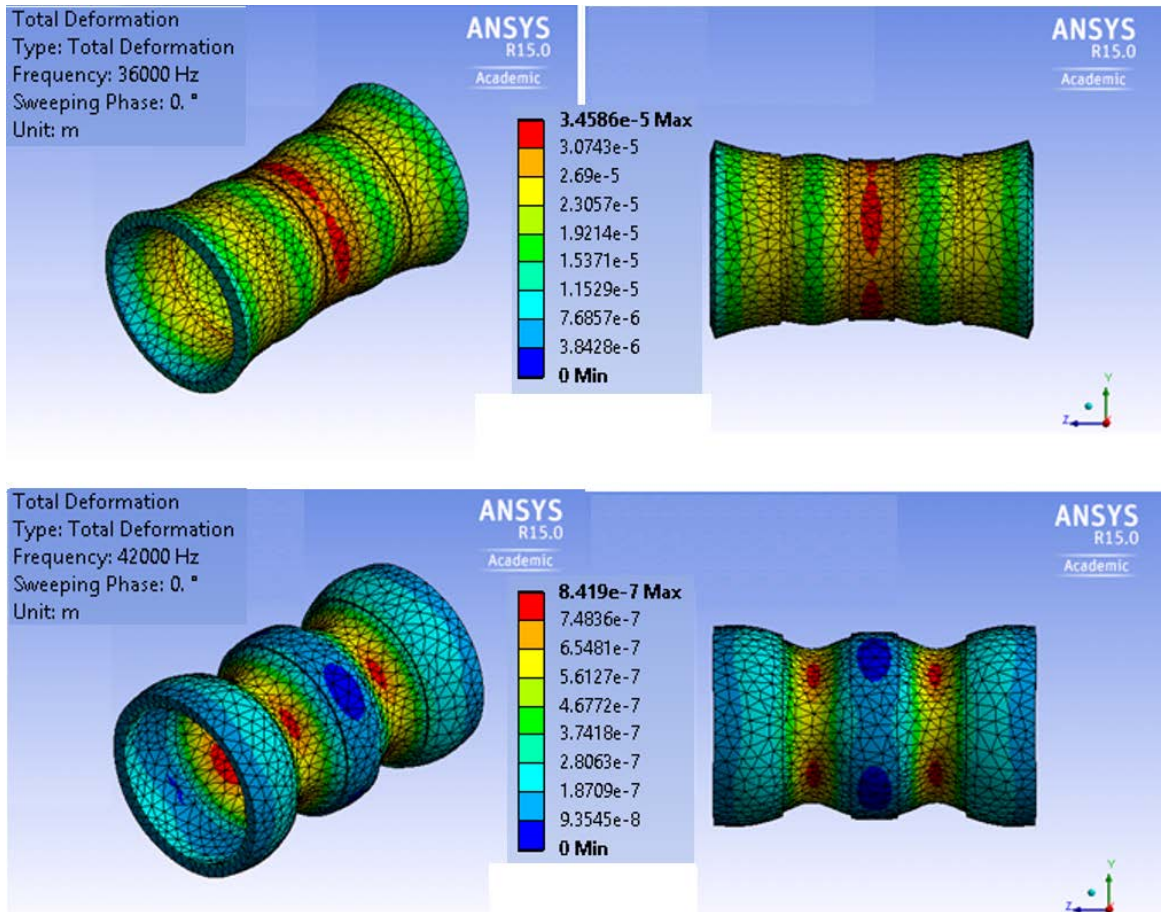 Total Deformation
Type: Total Deformation
Frequency: 36000 Hz
Sweeping Phase: 0. °
Unit: m
ANSYS
R15.0
Academic
3.4586e-5 Max
3.0743e-5
2.69e-5
2.3057e-5
1.9214e-5
1.5371e-5
1.1529e-5
7.6857e-6
3.8428e-6
0 Min
ANSYS
R15.0
Academic
Y
Z
Total Deformation
Type: Total Deformation
Frequency: 42000 Hz
Sweeping Phase: 0. °
Unit: m
ANSYS
R15.0
Academic
8.419e-7 Max
7.4836e-7
6.5481e-7
5.6127e-7
4.6772e-7
3.7418e-7
2.8063e-7
1.8709e-7
9.3545e-8
0 Min
ANSYS
R15.0
Academic
Y
Z